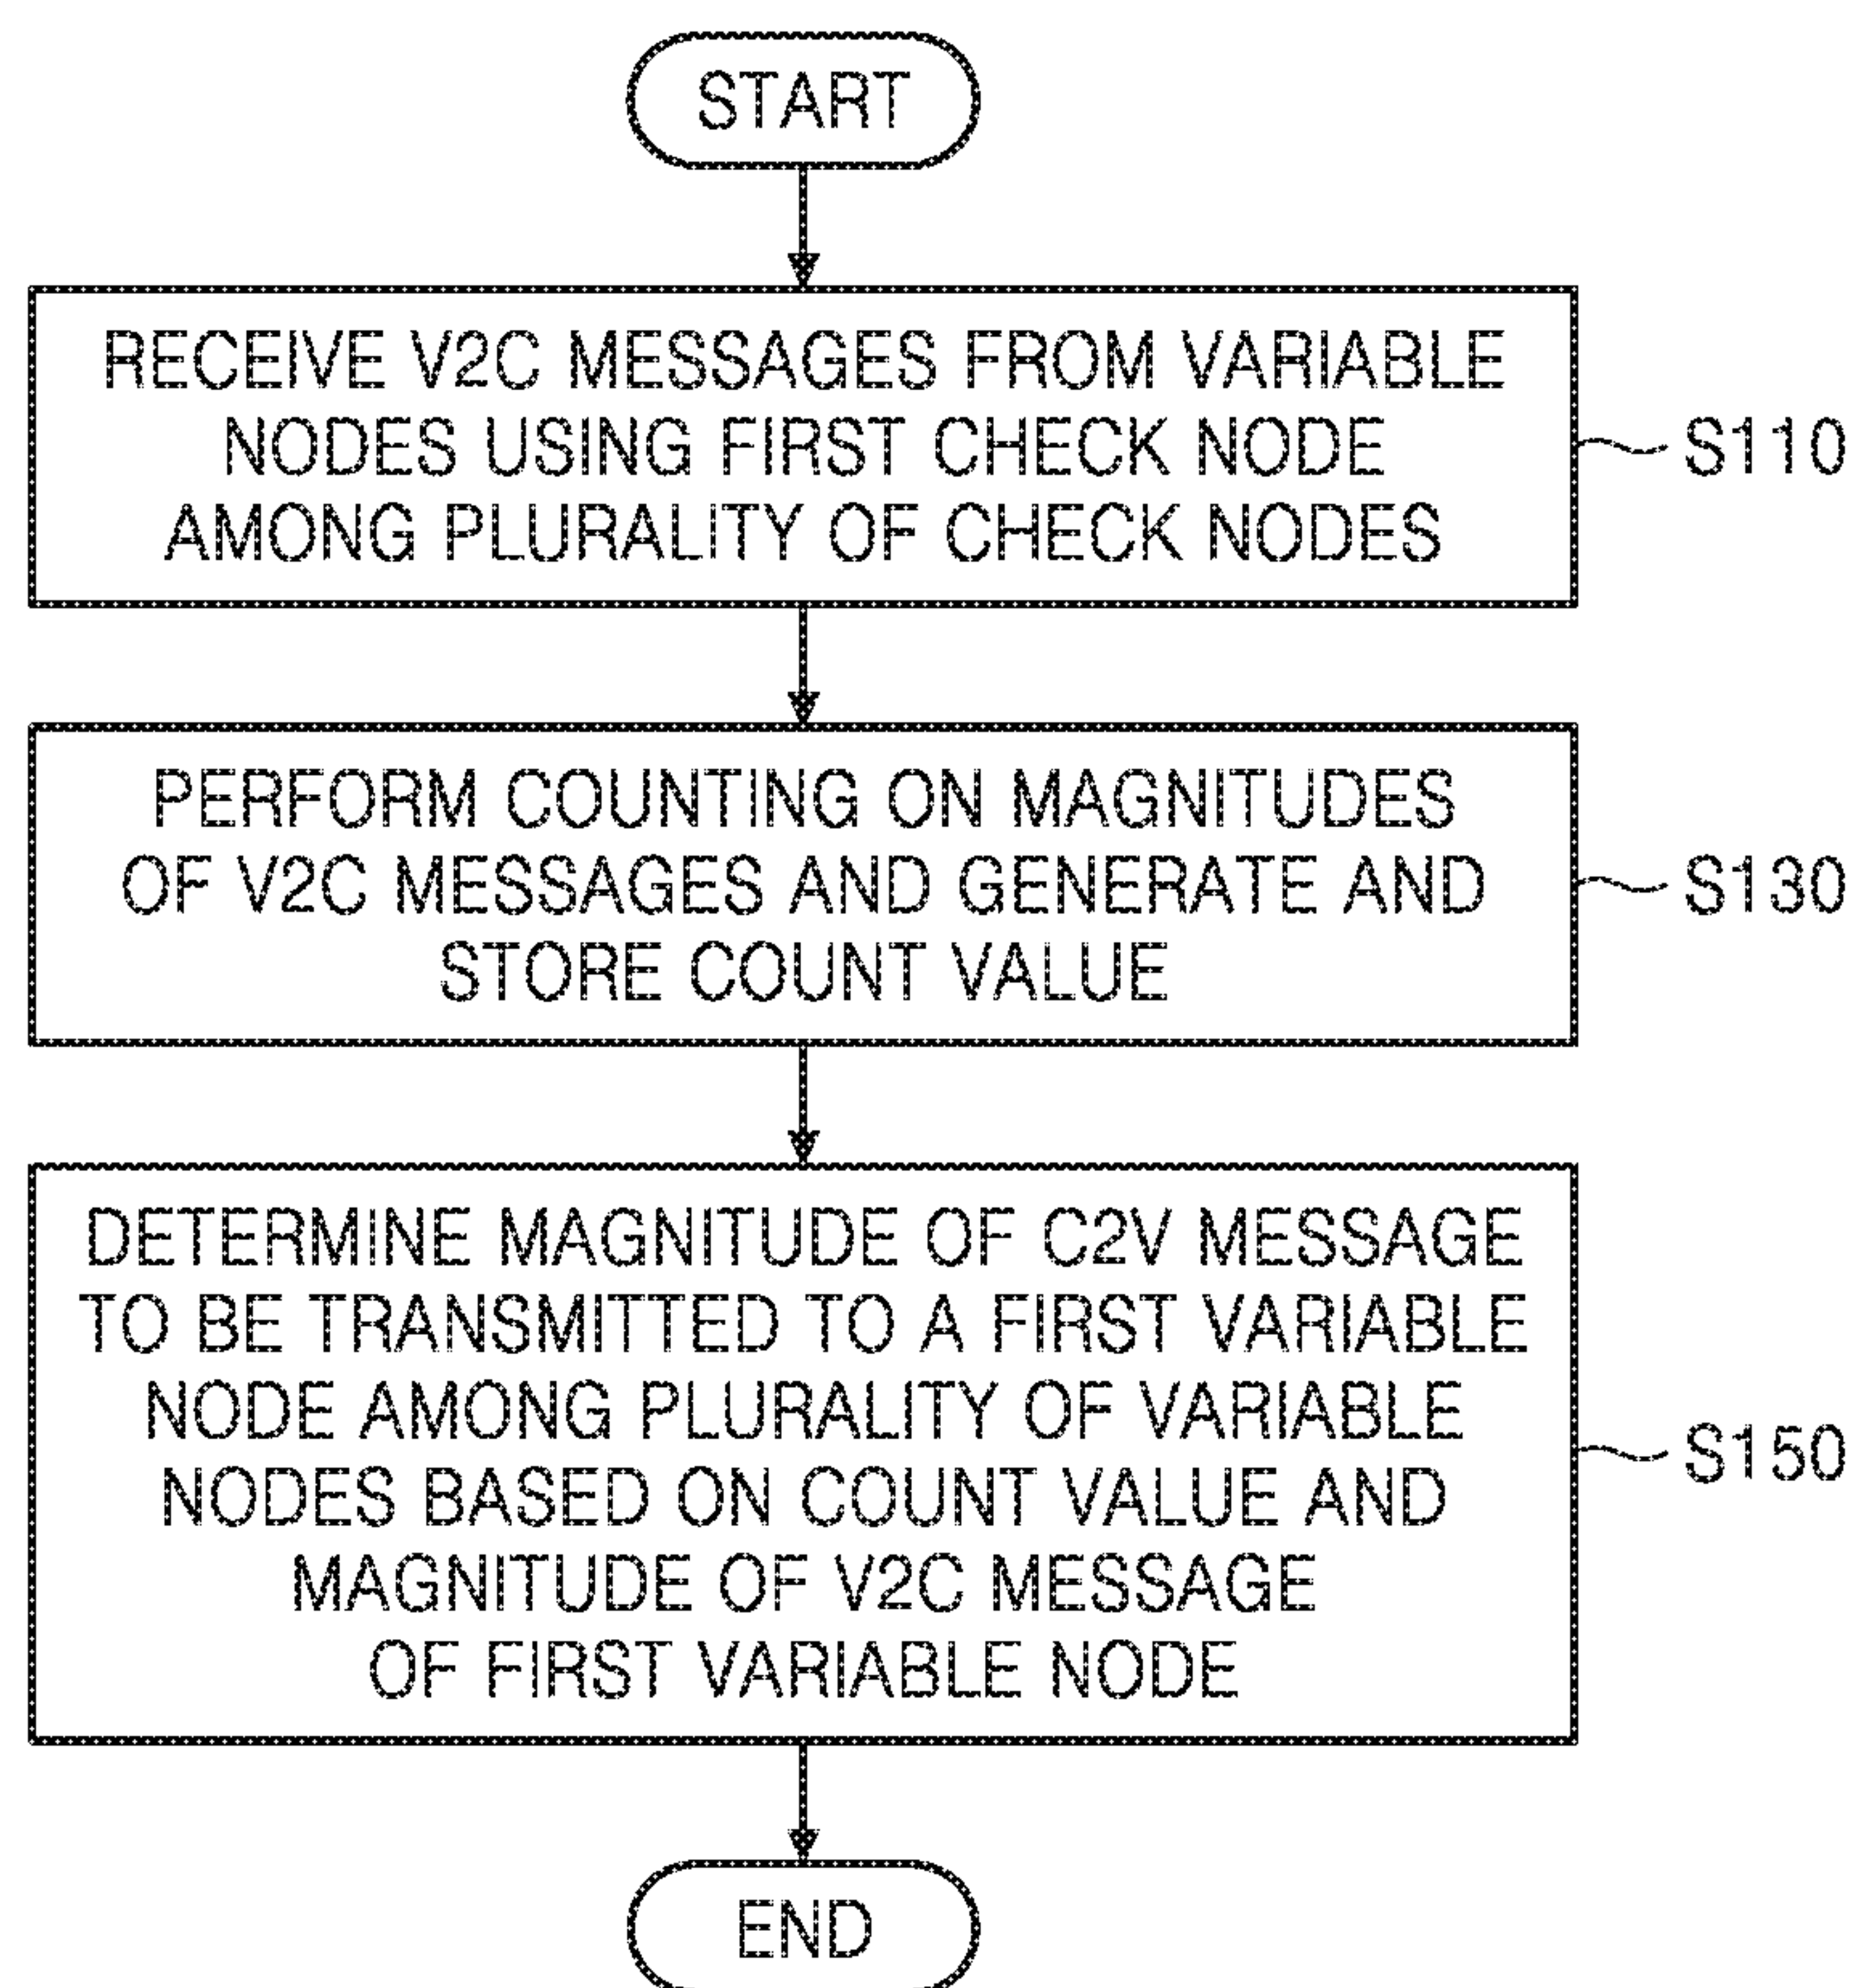 START
RECEIVE V2C MESSAGES FROM VARIABLE
NODES USING FIRST CHECK NODE
AMONG PLURALITY OF CHECK NODES
S110
PERFORM COUNTING ON MAGNITUDES
OF V2C MESSAGES AND GENERATE AND
STORE COUNT VALUE
S130
DETERMINE MAGNITUDE OF C2V MESSAGE
TO BE TRANSMITTED TO A FIRST VARIABLE
NODE AMONG PLURALITY OF VARIABLE
NODES BASED ON COUNT VALUE AND
MAGNITUDE OF V2C MESSAGE
OF FIRST VARIABLE NODE
S150
END